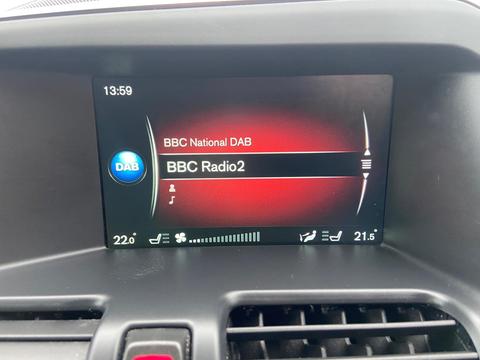 13:59
BBC National DAB
DAB
BBC Radio2
22.0°
21.5°